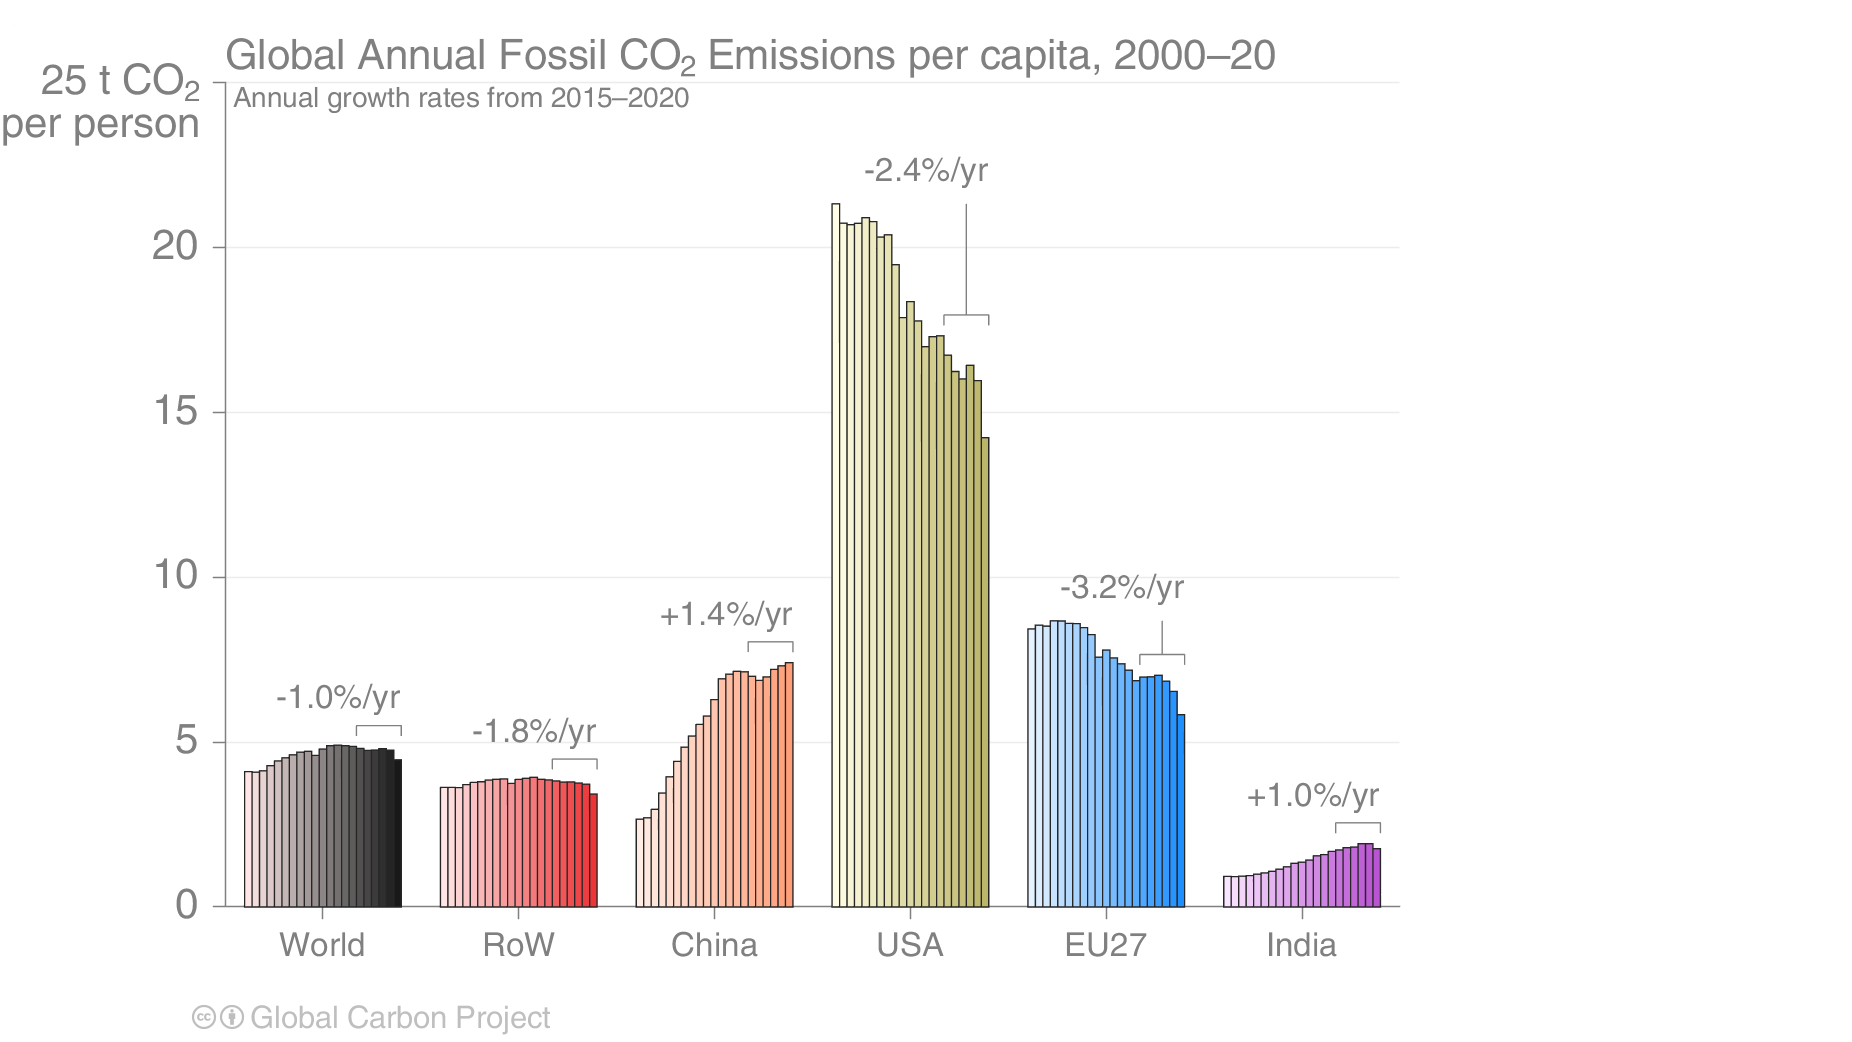 Global Annual Fossil CO₂ Emissions per capita, 2000–20
25 t CO₂
per person
Annual growth rates from 2015–2020
-2.4%/yr
20
15
10
-3.2%/yr
+1.4%/yr
-1.0%/yr
-1.8%/yr
5
+1.0%/yr
0
World RoW China USA EU27 India
cc Global Carbon Project